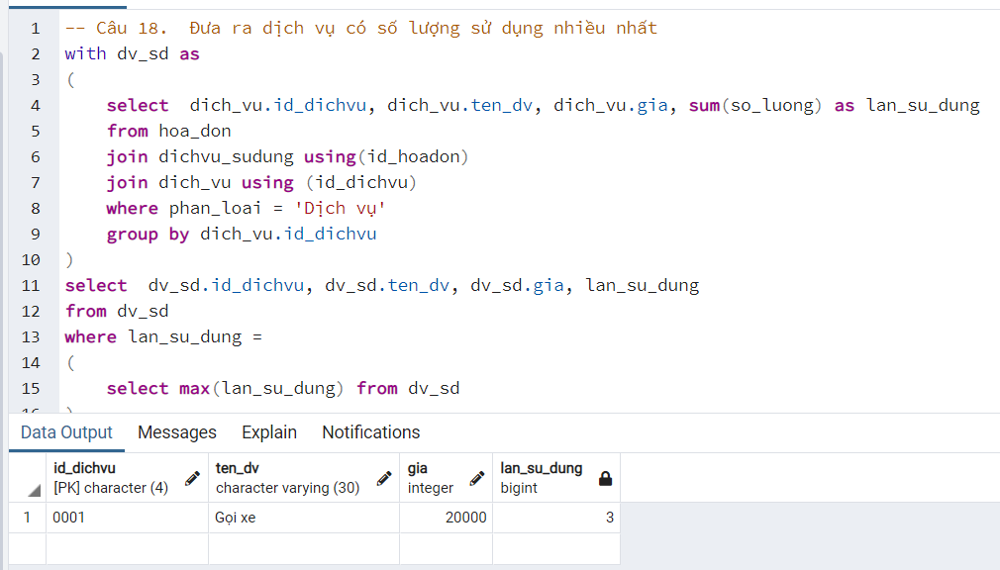 1 -- Câu 18.  Đưa ra dịch vụ có số lượng sử dụng nhiều nhất
2 with dv_sd as
3 (
4     select  dich_vu.id_dichvu, dich_vu.ten_dv, dich_vu.gia, sum(so_luong) as lan_su_dung
5     from hoa_don
6     join dichvu_sudung using(id_hoadon)
7     join dich_vu using (id_dichvu)
8     where phan_loai = 'Dịch vụ'
9     group by dich_vu.id_dichvu
10 )
11 select  dv_sd.id_dichvu, dv_sd.ten_dv, dv_sd.gia, lan_su_dung
12 from dv_sd
13 where lan_su_dung =
14 (
15     select max(lan_su_dung) from dv_sd
16 )
Data Output Messages Explain Notifications
id_dichvu ten_dv gia lan_su_dung
[PK] character (4) character varying (30) integer bigint
1 0001 Gọi xe 20000 3